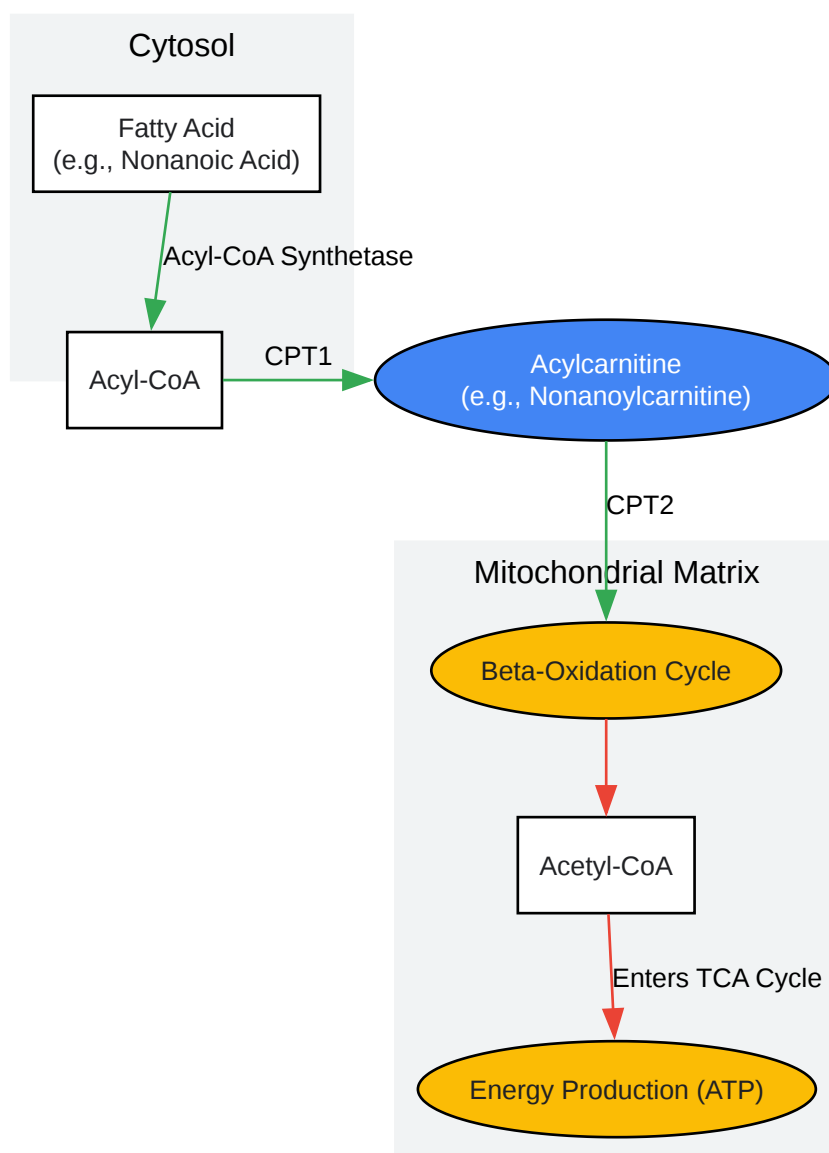 Cytosol
Fatty Acid
(e.g., Nonanoic Acid)
Acyl-CoA Synthetase
CPT1
Acyl-CoA
Acylcarnitine
(e.g., Nonanoylcarnitine)
CPT2
Mitochondrial Matrix
Beta-Oxidation Cycle
Acetyl-CoA
Enters TCA Cycle
Energy Production (ATP)